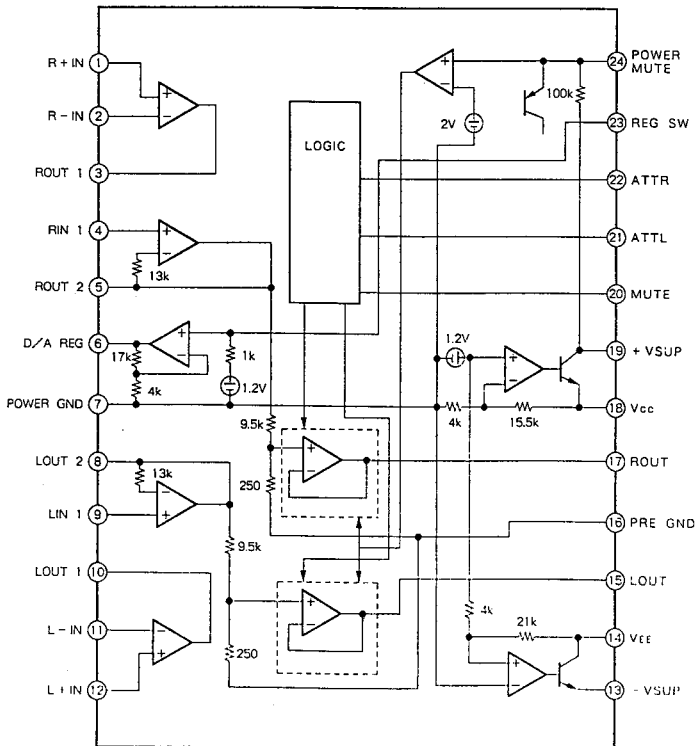 R+IN 1
R-IN 2
ROUT 1 3
RIN 1 4
ROUT 2 5
D/A REG 6
POWER GND 7
LOUT 2 8
LIN 1 9
LOUT 1 10
L-IN 11
L+IN 12
24 POWER MUTE
23 REG SW
22 ATTR
21 ATTL
20 MUTE
19 +VSUP
18 Vcc
17 ROUT
16 PRE GND
15 LOUT
14 VEE
13 -VSUP
LOGIC
+
-
2V
100k
+
-
+
-
13k
+
-
17k
4k
1k
1.2V
9.5k
250
+
-
1.2V
+
-
4k
15.5k
13k
-
+
9.5k
250
+
-
-
+
4k
21k
+
-